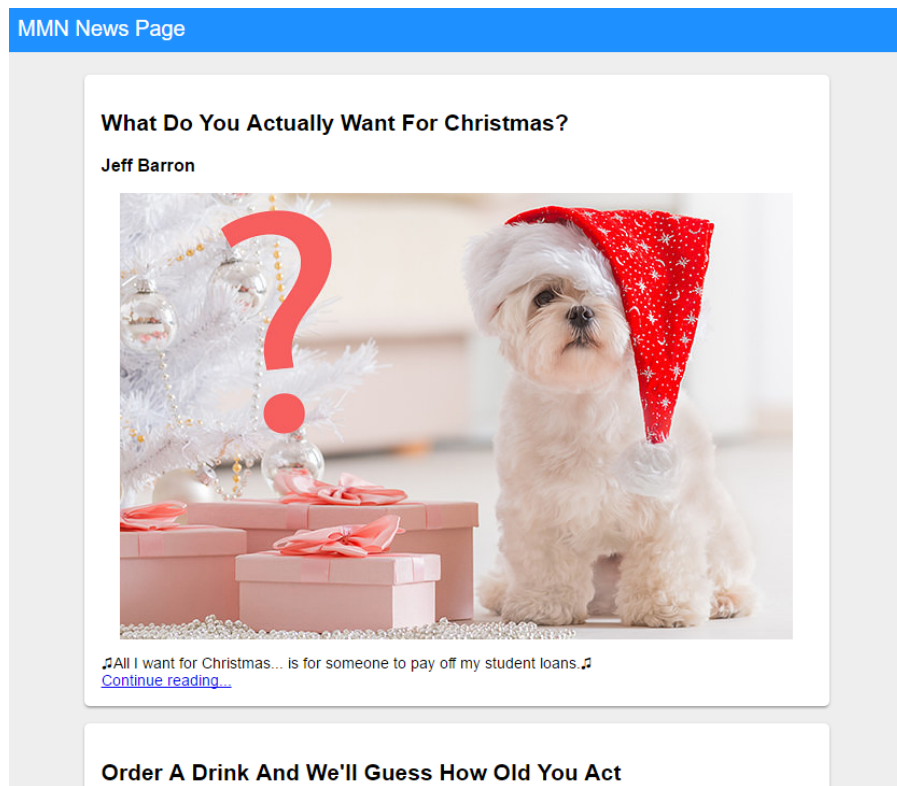 MMN News Page
What Do You Actually Want For Christmas?
Jeff Barron
?
♫All I want for Christmas... is for someone to pay off my student loans.♫
Continue reading...
Order A Drink And We'll Guess How Old You Act